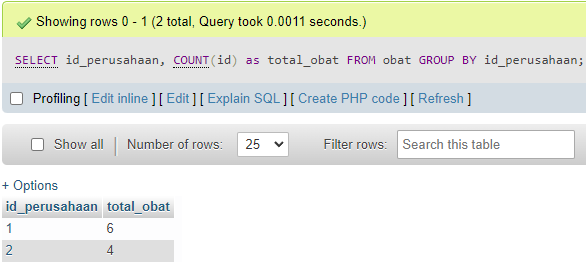 Showing rows 0 - 1 (2 total, Query took 0.0011 seconds.)
SELECT id_perusahaan, COUNT(id) as total_obat FROM obat GROUP BY id_perusahaan;
Profiling [ Edit inline ] [ Edit ] [ Explain SQL ] [ Create PHP code ] [ Refresh ]
Show all Number of rows: 25 Filter rows: Search this table
+ Options
id_perusahaan total_obat
1 6
2 4